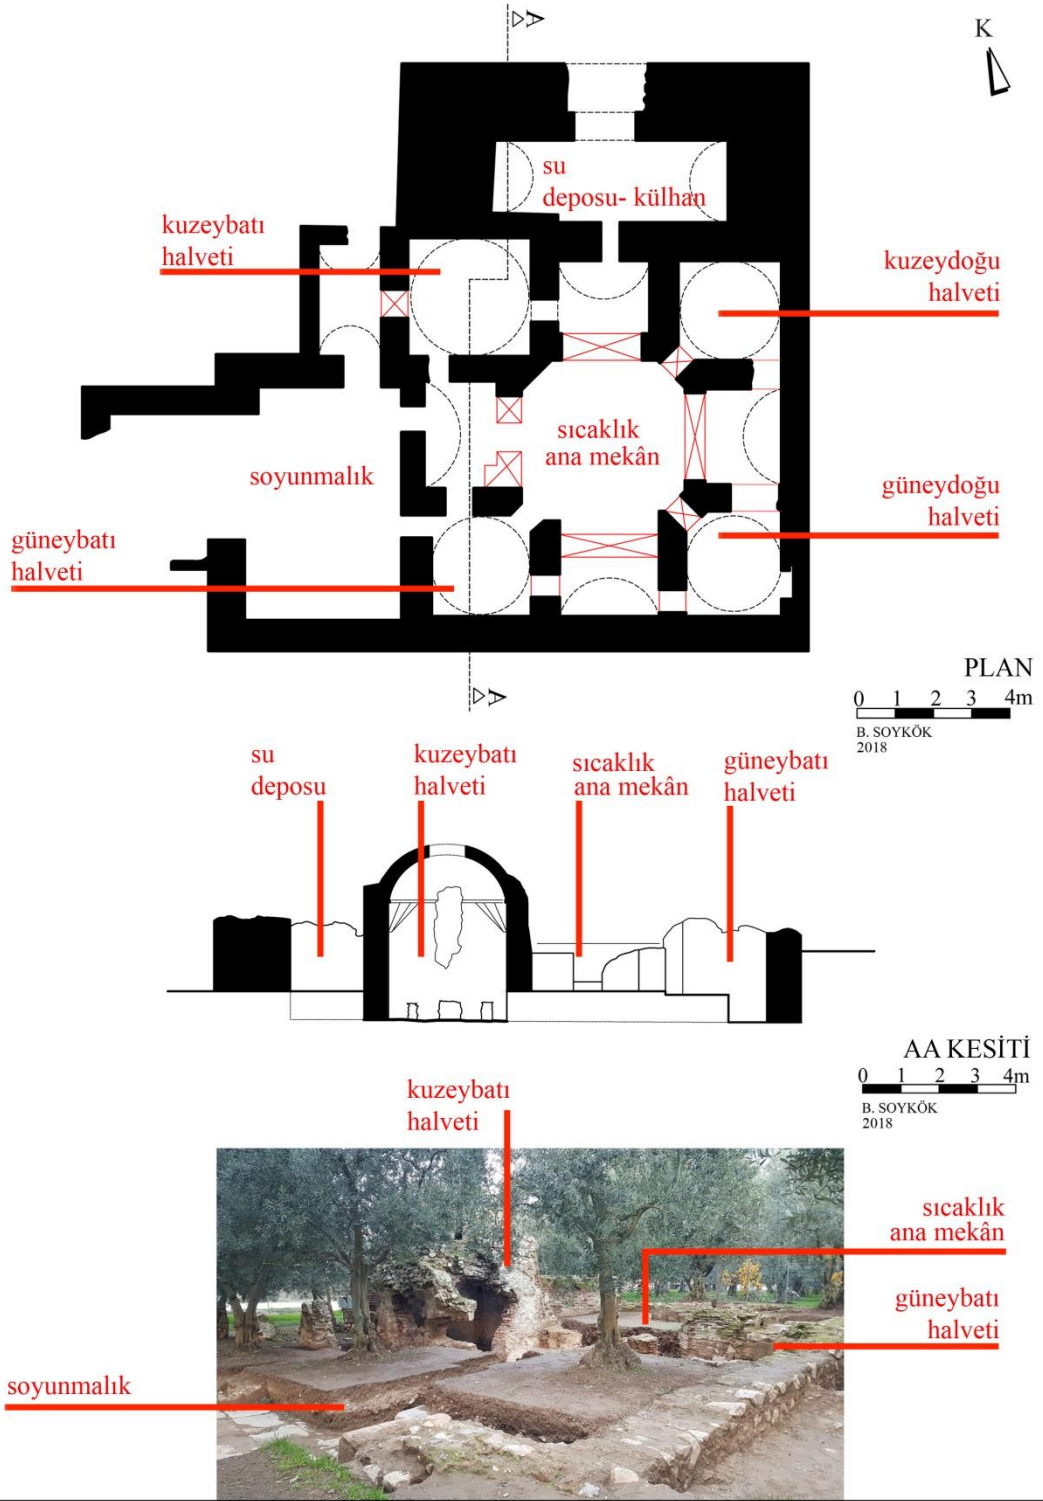 A
K
su
deposu- külhan
kuzeybatı
halveti
kuzeydoğu
halveti
sıcaklık
ana mekân
soyunmalık
güneydoğu
halveti
güneybatı
halveti
A
PLAN
0 1 2 3 4m
B. SOYKÖK
2018
su
deposu
kuzeybatı
halveti
sıcaklık
ana mekân
güneybatı
halveti
AA KESİTİ
0 1 2 3 4m
B. SOYKÖK
2018
kuzeybatı
halveti
sıcaklık
ana mekân
güneybatı
halveti
soyunmalık